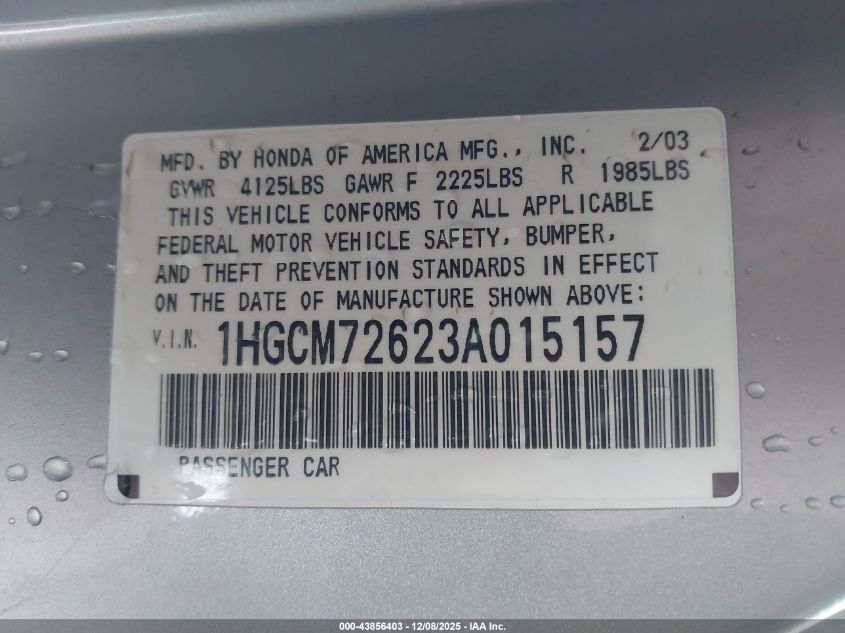 MFD. BY HONDA OF AMERICA MFG., INC. 2/03
GVWR 4125LBS GAWR F 2225LBS R 1985LBS
THIS VEHICLE CONFORMS TO ALL APPLICABLE
FEDERAL MOTOR VEHICLE SAFETY, BUMPER,
AND THEFT PREVENTION STANDARDS IN EFFECT
ON THE DATE OF MANUFACTURE SHOWN ABOVE:
V.I.N. 1HGCM72623A015157
PASSENGER CAR
000-43856403 - 12/08/2025 - IAA Inc.